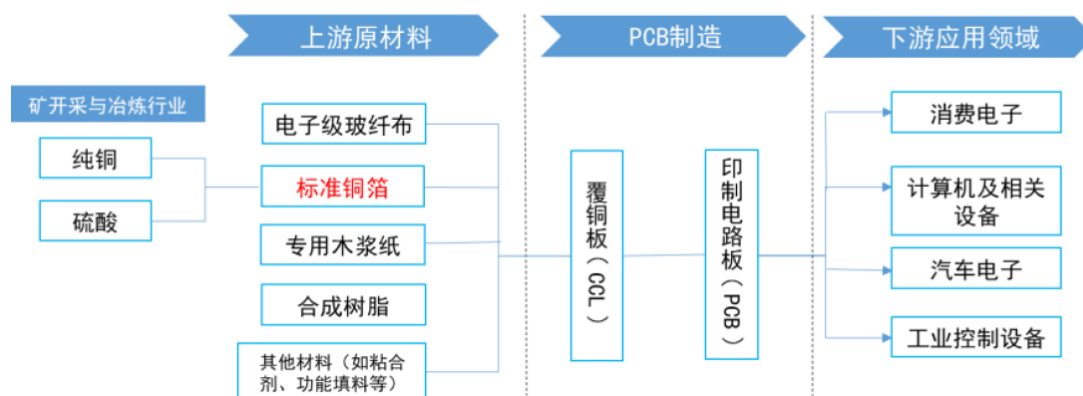 上游原材料
PCB制造
下游应用领域
矿开采与冶炼行业
纯铜
硫酸
电子级玻纤布
标准铜箔
专用木浆纸
合成树脂
其他材料（如粘合
剂、功能填料等）
覆铜板（CCL）
印制电路板（PCB）
消费电子
计算机及相关
设备
汽车电子
工业控制设备